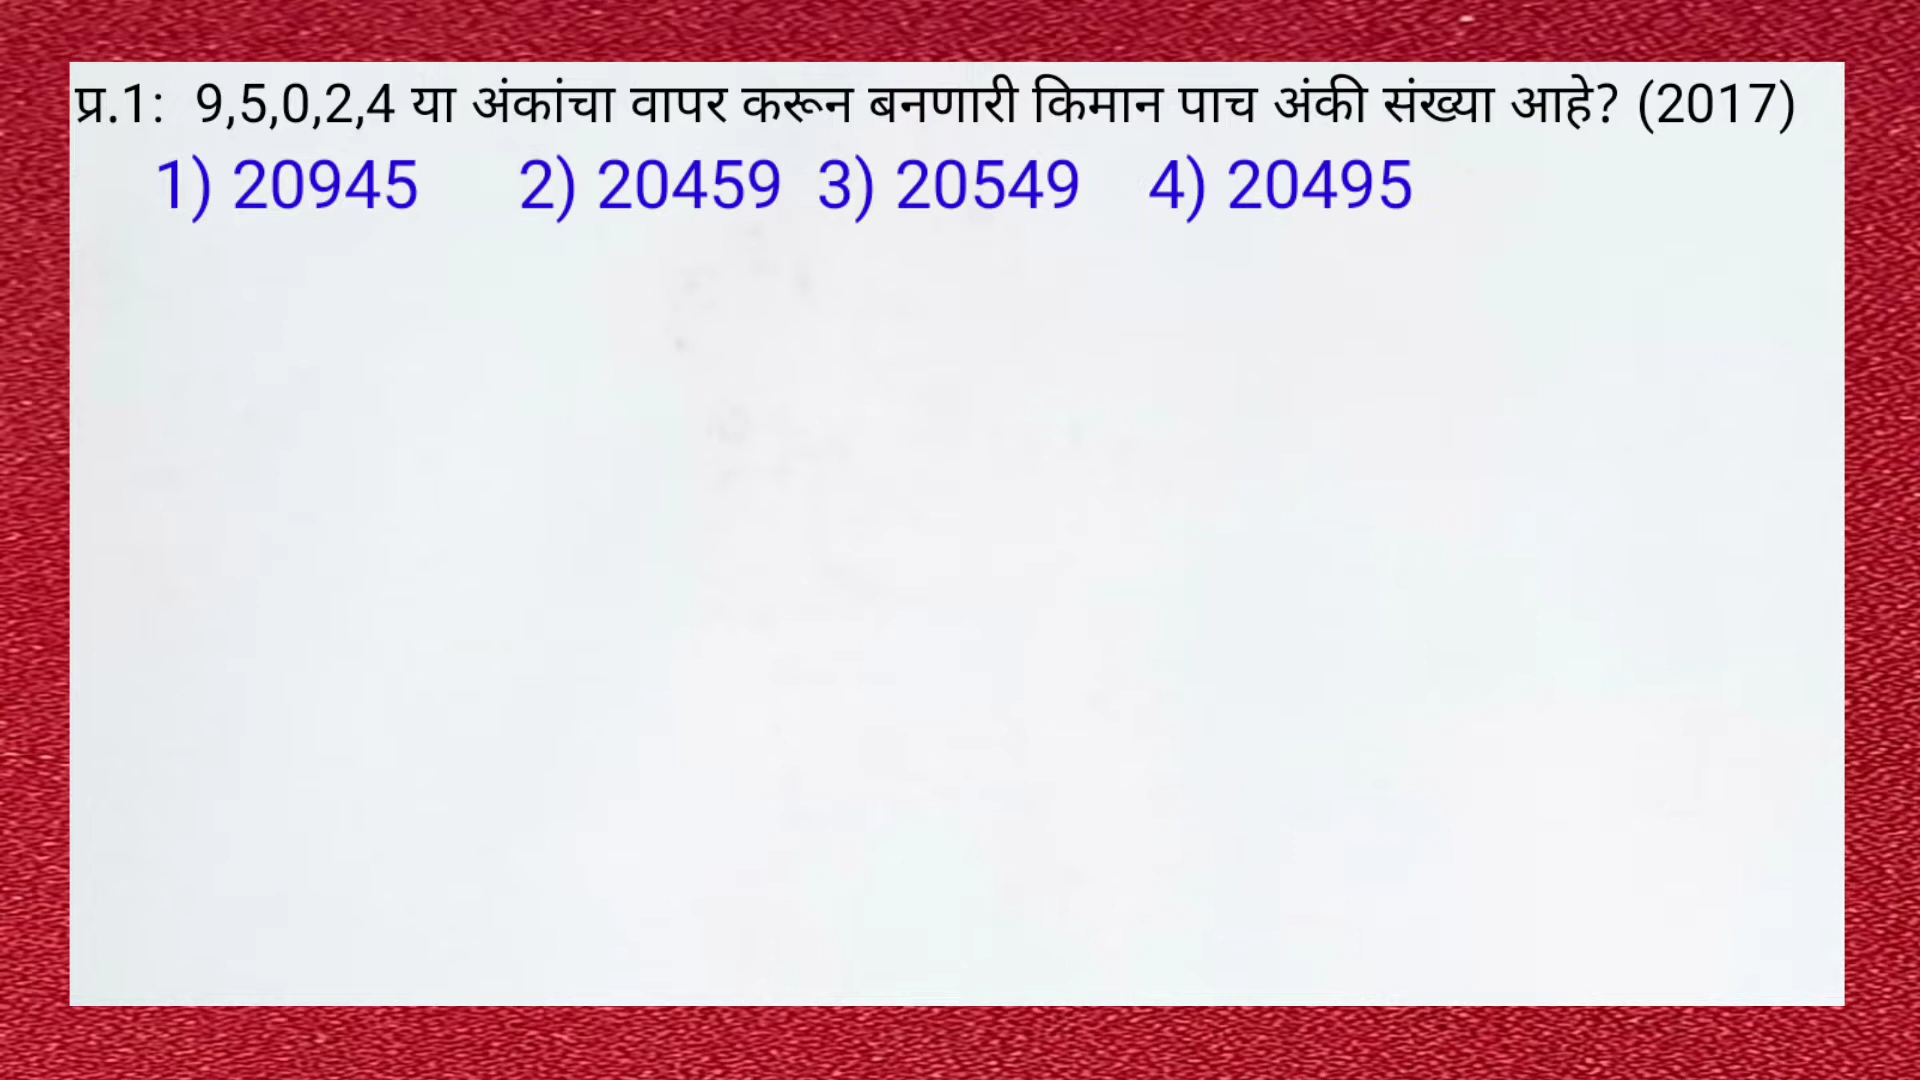 प्र.1: 9,5,0,2,4 या अंकांचा वापर करून बनणारी किमान पाच अंकी संख्या आहे? (2017)
1) 20945 2) 20459 3) 20549 4) 20495